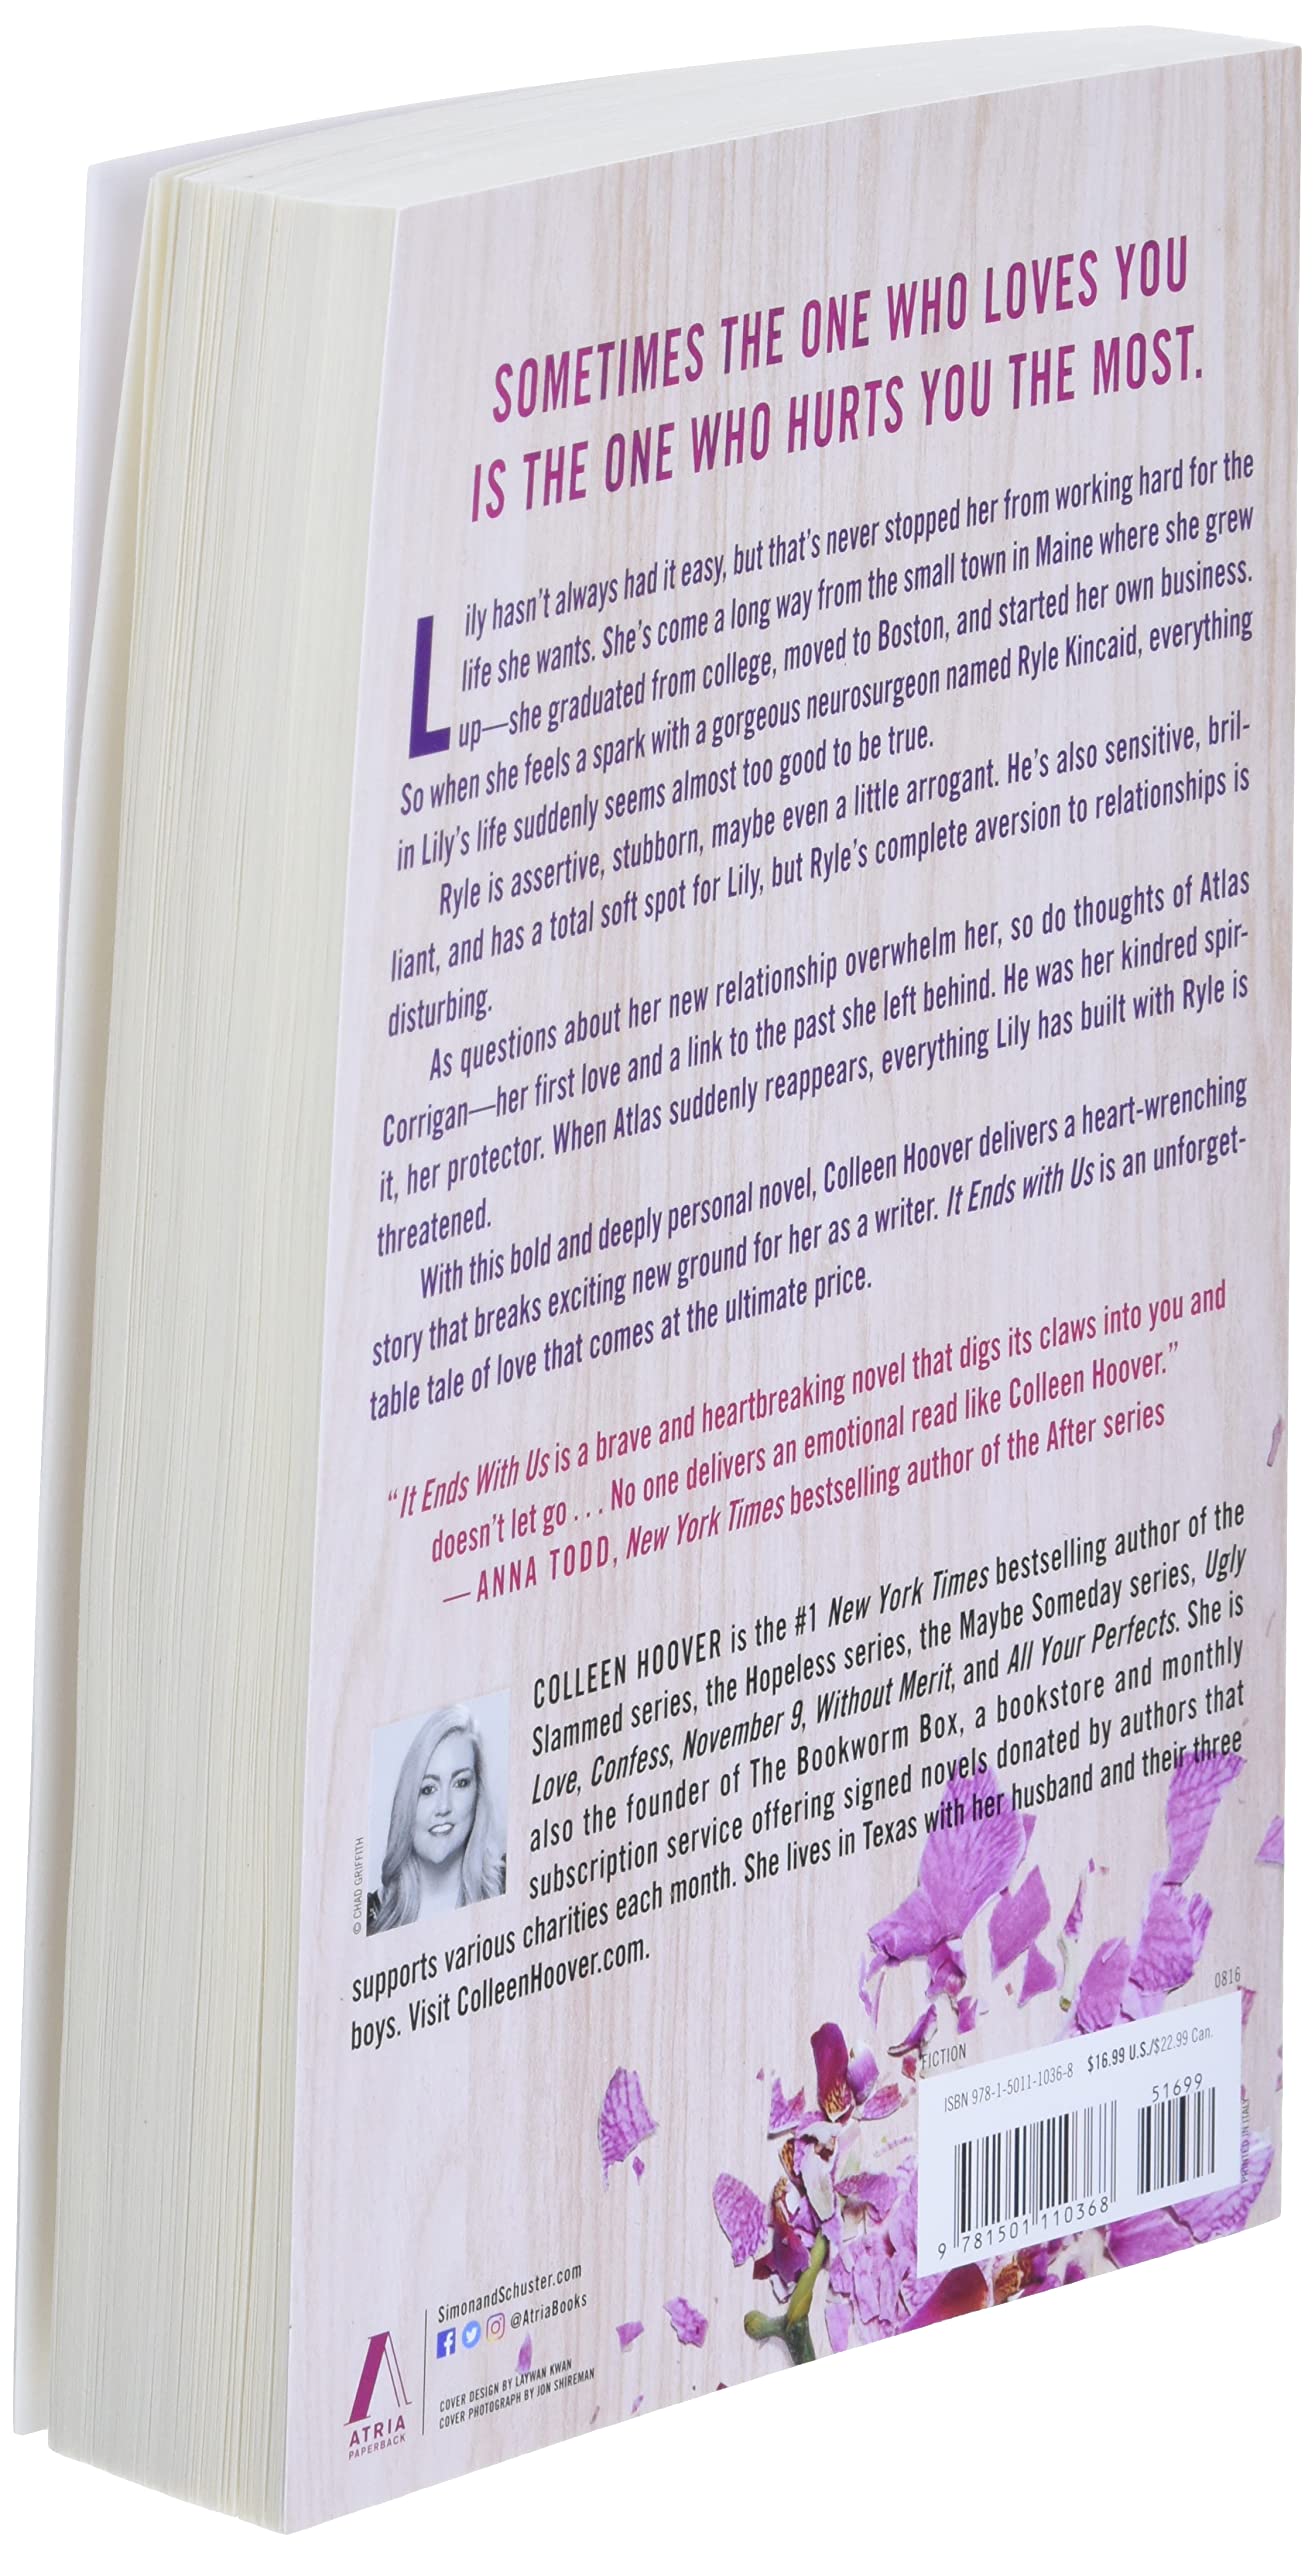 SOMETIMES THE ONE WHO LOVES YOU
IS THE ONE WHO HURTS YOU THE MOST.
Lily hasn't always had it easy, but that's never stopped her from working hard for the
life she wants. She's come a long way from the small town in Maine where she grew
up—she graduated from college, moved to Boston, and started her own business.
So when she feels a spark with a gorgeous neurosurgeon named Ryle Kincaid, everything
in Lily's life suddenly seems almost too good to be true.
Ryle is assertive, stubborn, maybe even a little arrogant. He's also sensitive, bril-
liant, and has a total soft spot for Lily, but Ryle's complete aversion to relationships is
disturbing.
As questions about her new relationship overwhelm her, so do thoughts of Atlas
Corrigan—her first love and a link to the past she left behind. He was her kindred spir-
it, her protector. When Atlas suddenly reappears, everything Lily has built with Ryle is
threatened.
With this bold and deeply personal novel, Colleen Hoover delivers a heart-wrenching
story that breaks exciting new ground for her as a writer. It Ends with Us is an unforget-
table tale of love that comes at the ultimate price.
“It Ends With Us is a brave and heartbreaking novel that digs its claws into you and
doesn't let go . . . No one delivers an emotional read like Colleen Hoover.”
—ANNA TODD, New York Times bestselling author of the After series
COLLEEN HOOVER is the #1 New York Times bestselling author of the
Slammed series, the Hopeless series, the Maybe Someday series, Ugly
Love, Confess, November 9, Without Merit, and All Your Perfects. She is
also the founder of The Bookworm Box, a bookstore and monthly
subscription service offering signed novels donated by authors that
supports various charities each month. She lives in Texas with her husband and their three
boys. Visit ColleenHoover.com.
© CHAD GRIFFITH
0816
FICTION
ISBN 978-1-5011-1036-8 $16.99 U.S./$22.99 Can.
51699
9 781501 110368
PRINTED IN ITALY
SimonandSchuster.com
@AtriaBooks
COVER DESIGN BY LAYWAN KWAN
COVER PHOTOGRAPH BY JON SHIREMAN
ATRIA
PAPERBACK